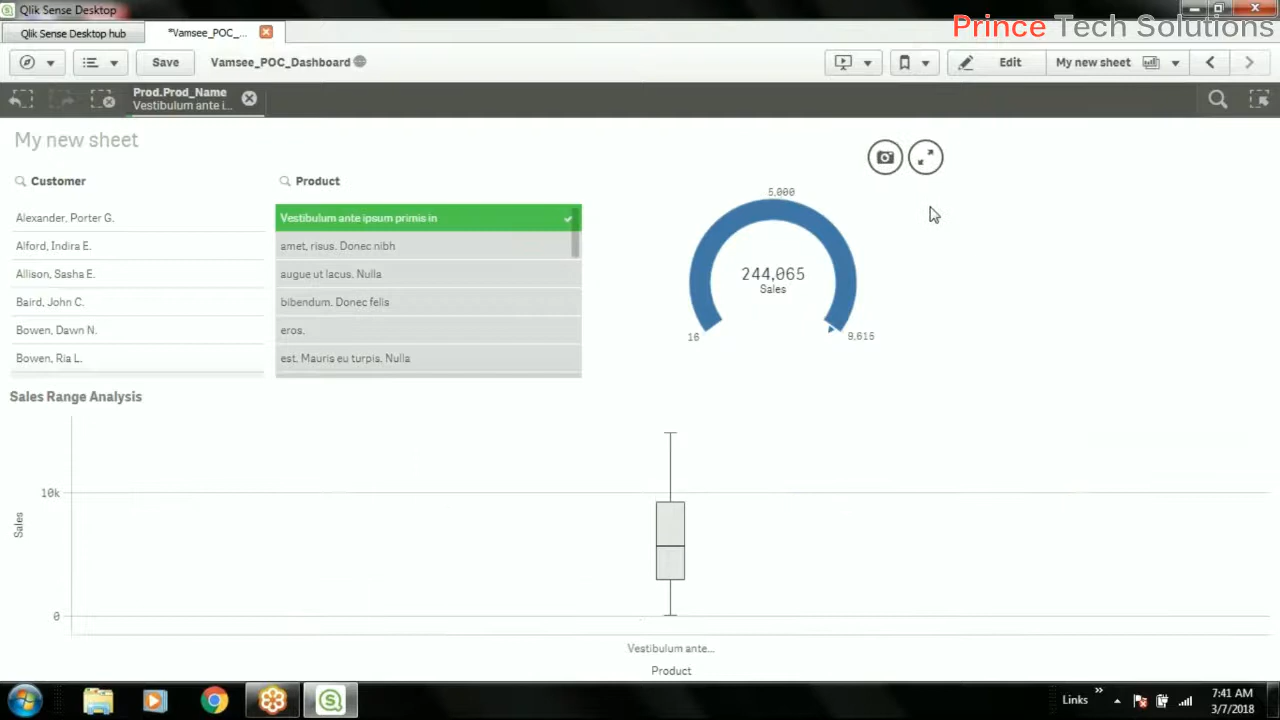 Qlik Sense Desktop
Prince Tech Solutions
Qlik Sense Desktop hub
*Vamsee_POC_...
Save
Vamsee_POC_Dashboard
Edit
My new sheet
Prod.Prod_Name
Vestibulum ante i...
My new sheet
Customer
Product
Alexander, Porter G.
Alford, Indira E.
Allison, Sasha E.
Baird, John C.
Bowen, Dawn N.
Bowen, Ria L.
Vestibulum ante ipsum primis in
amet, risus. Donec nibh
augue ut lacus. Nulla
bibendum. Donec felis
eros.
est, Mauris eu turpis. Nulla
5,000
244,065
Sales
16
9,615
Sales Range Analysis
10k
Sales
0
Vestibulum ante...
Product
Links
7:41 AM
3/7/2018